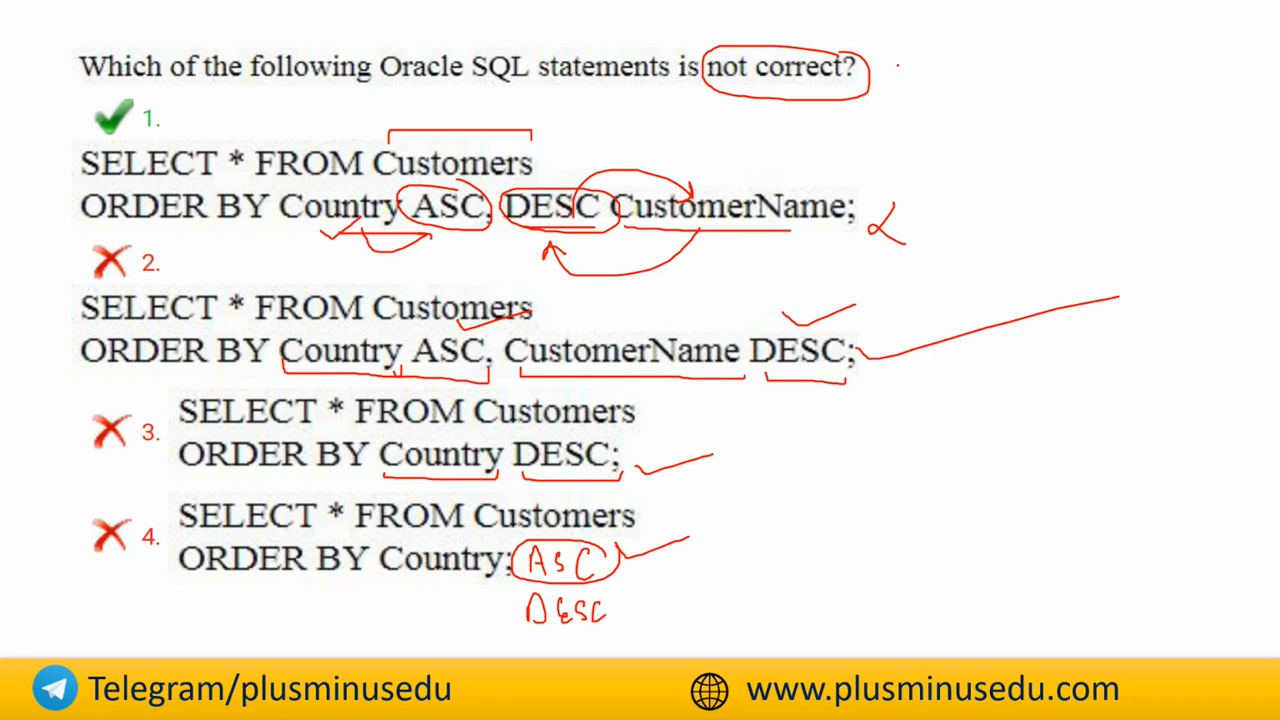 Which of the following Oracle SQL statements is not correct?
1.
SELECT * FROM Customers
ORDER BY Country ASC, DESC CustomerName;
2.
SELECT * FROM Customers
ORDER BY Country ASC, CustomerName DESC;
3.
SELECT * FROM Customers
ORDER BY Country DESC;
4.
SELECT * FROM Customers
ORDER BY Country; ASC
DESC
Telegram/plusminusedu
www.plusminusedu.com